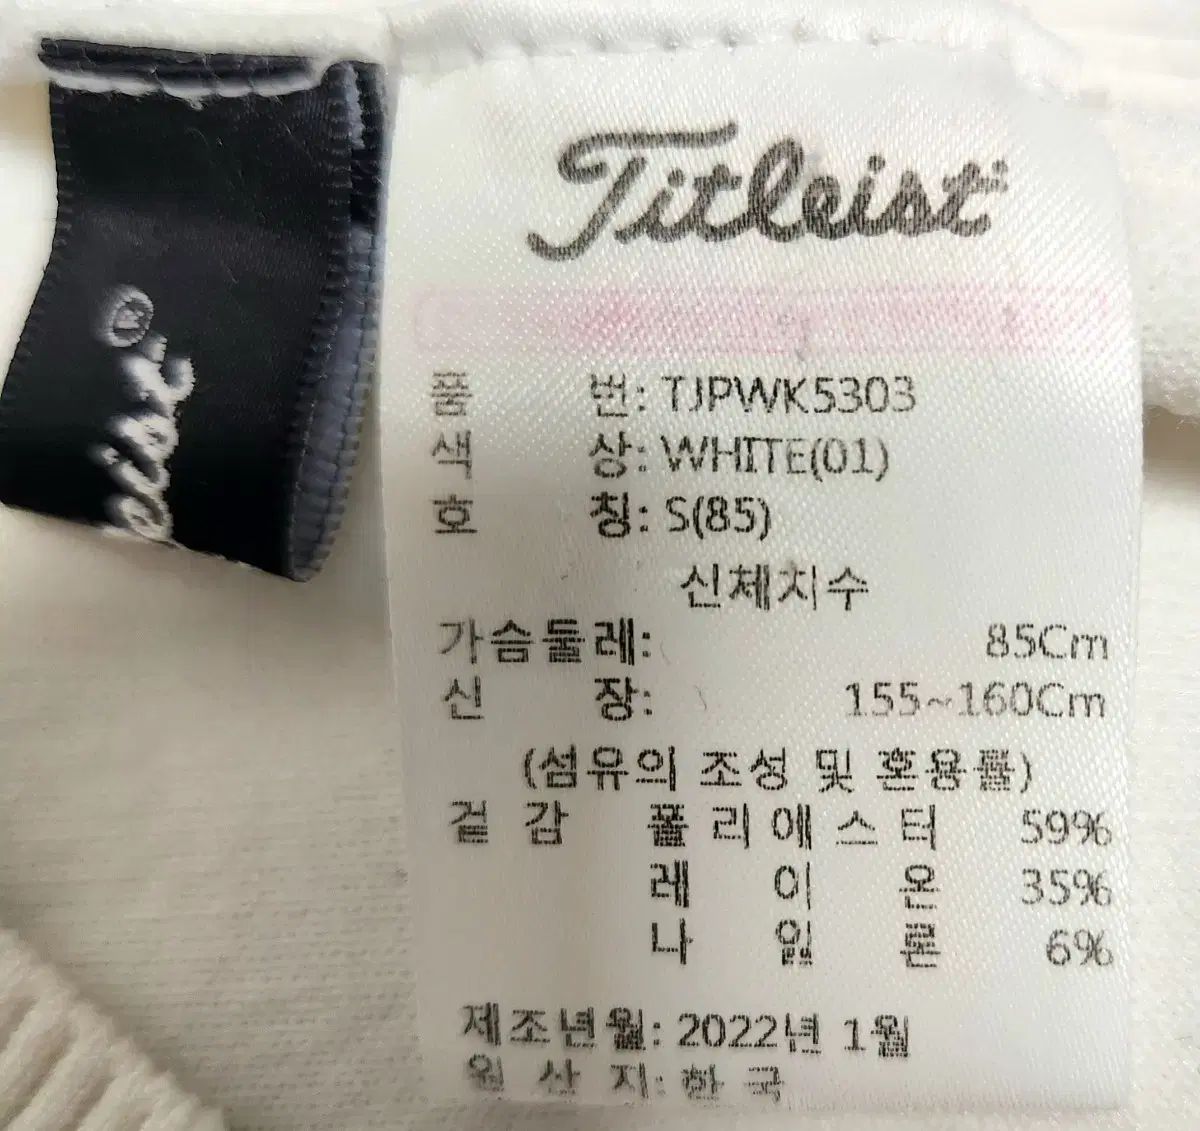 Titleist
품 번: TJPWK5303
색 상: WHITE(01)
호 칭: S(85)
신체치수
가슴둘레: 85Cm
신 장: 155~160Cm
(섬유의 조성 및 혼용률)
겉 감 폴리에스터 59%
레 이 온 35%
나 일 론 6%
제조년월: 2022년 1월
원 산 지: 한 국
®
eist